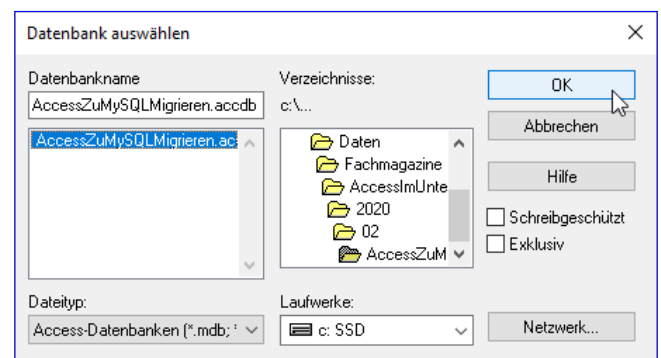 Datenbank auswählen
Datenbankname
AccessZuMySQLMigrieren.accdb
AccessZuMySQLMigrieren.ac
Verzeichnisse:
c:\...
Daten
Fachmagazine
AccessImUnte
2020
02
AccessZuM
OK
Abbrechen
Hilfe
Schreibgeschützt
Exklusiv
Dateityp:
Access-Datenbanken (*.mdb; *
Laufwerke:
c: SSD
Netzwerk...